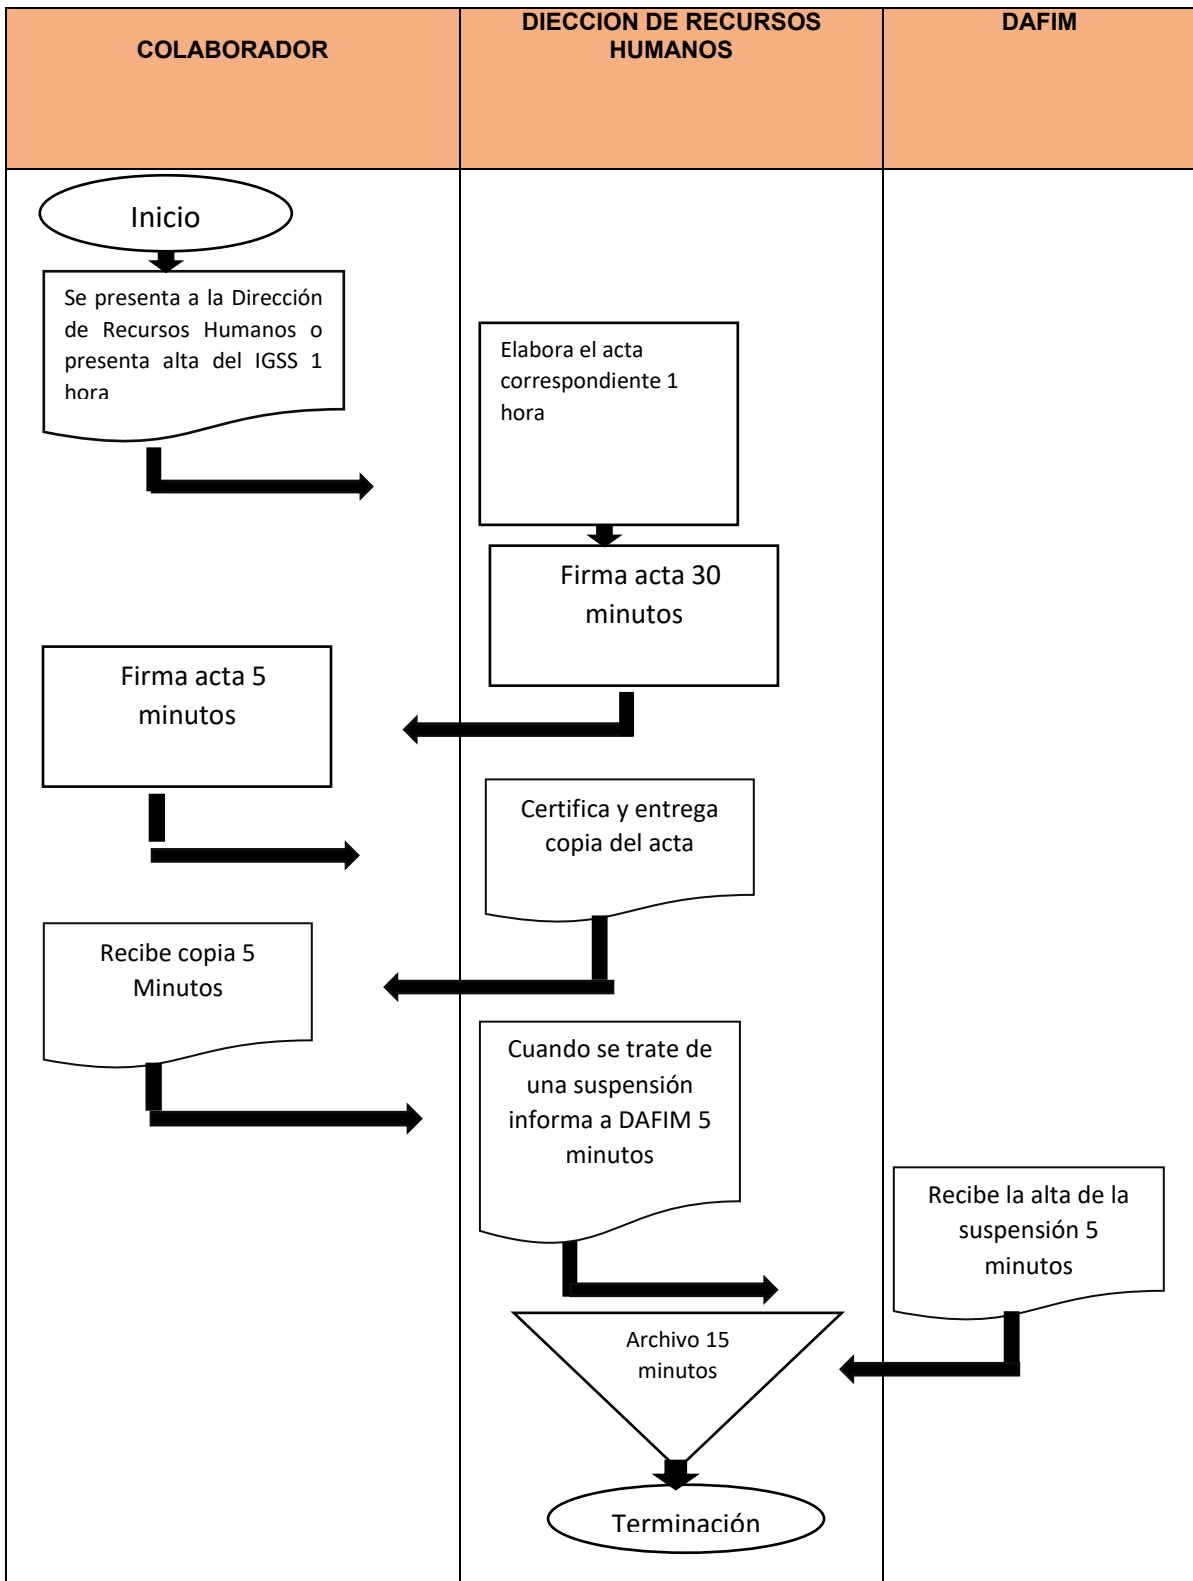 COLABORADOR
DIECCION DE RECURSOS
HUMANOS
DAFIM
Inicio
Se presenta a la Dirección
de Recursos Humanos o
presenta alta del IGSS 1
hora
Elabora el acta
correspondiente 1
hora
Firma acta 30
minutos
Firma acta 5
minutos
Certifica y entrega
copia del acta
Recibe copia 5
Minutos
Cuando se trate de
una suspensión
informa a DAFIM 5
minutos
Recibe la alta de la
suspensión 5
minutos
Archivo 15
minutos
Terminación